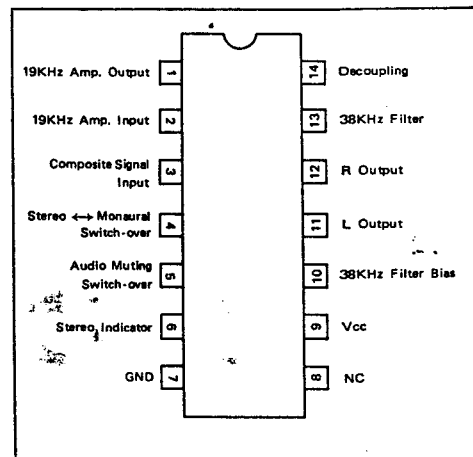 19KHz Amp. Output 1
14 Decoupling
19KHz Amp. Input 2
13 38KHz Filter
Composite Signal
Input 3
12 R Output
Stereo ↔ Monaural
Switch-over 4
11 L Output
Audio Muting
Switch-over 5
10 38KHz Filter Bias
Stereo Indicator 6
9 Vcc
GND 7
8 NC